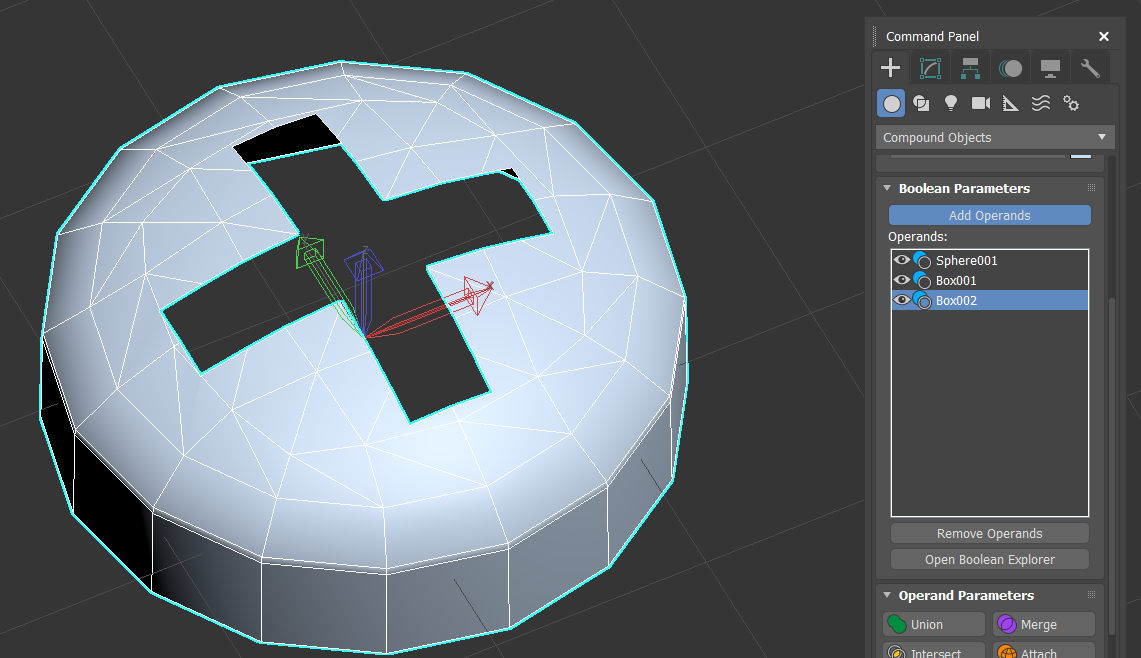 Command Panel
Compound Objects
Boolean Parameters
Add Operands
Operands:
Sphere001
Box001
Box002
Remove Operands
Open Boolean Explorer
Operand Parameters
Union
Merge
Intersect
Attach